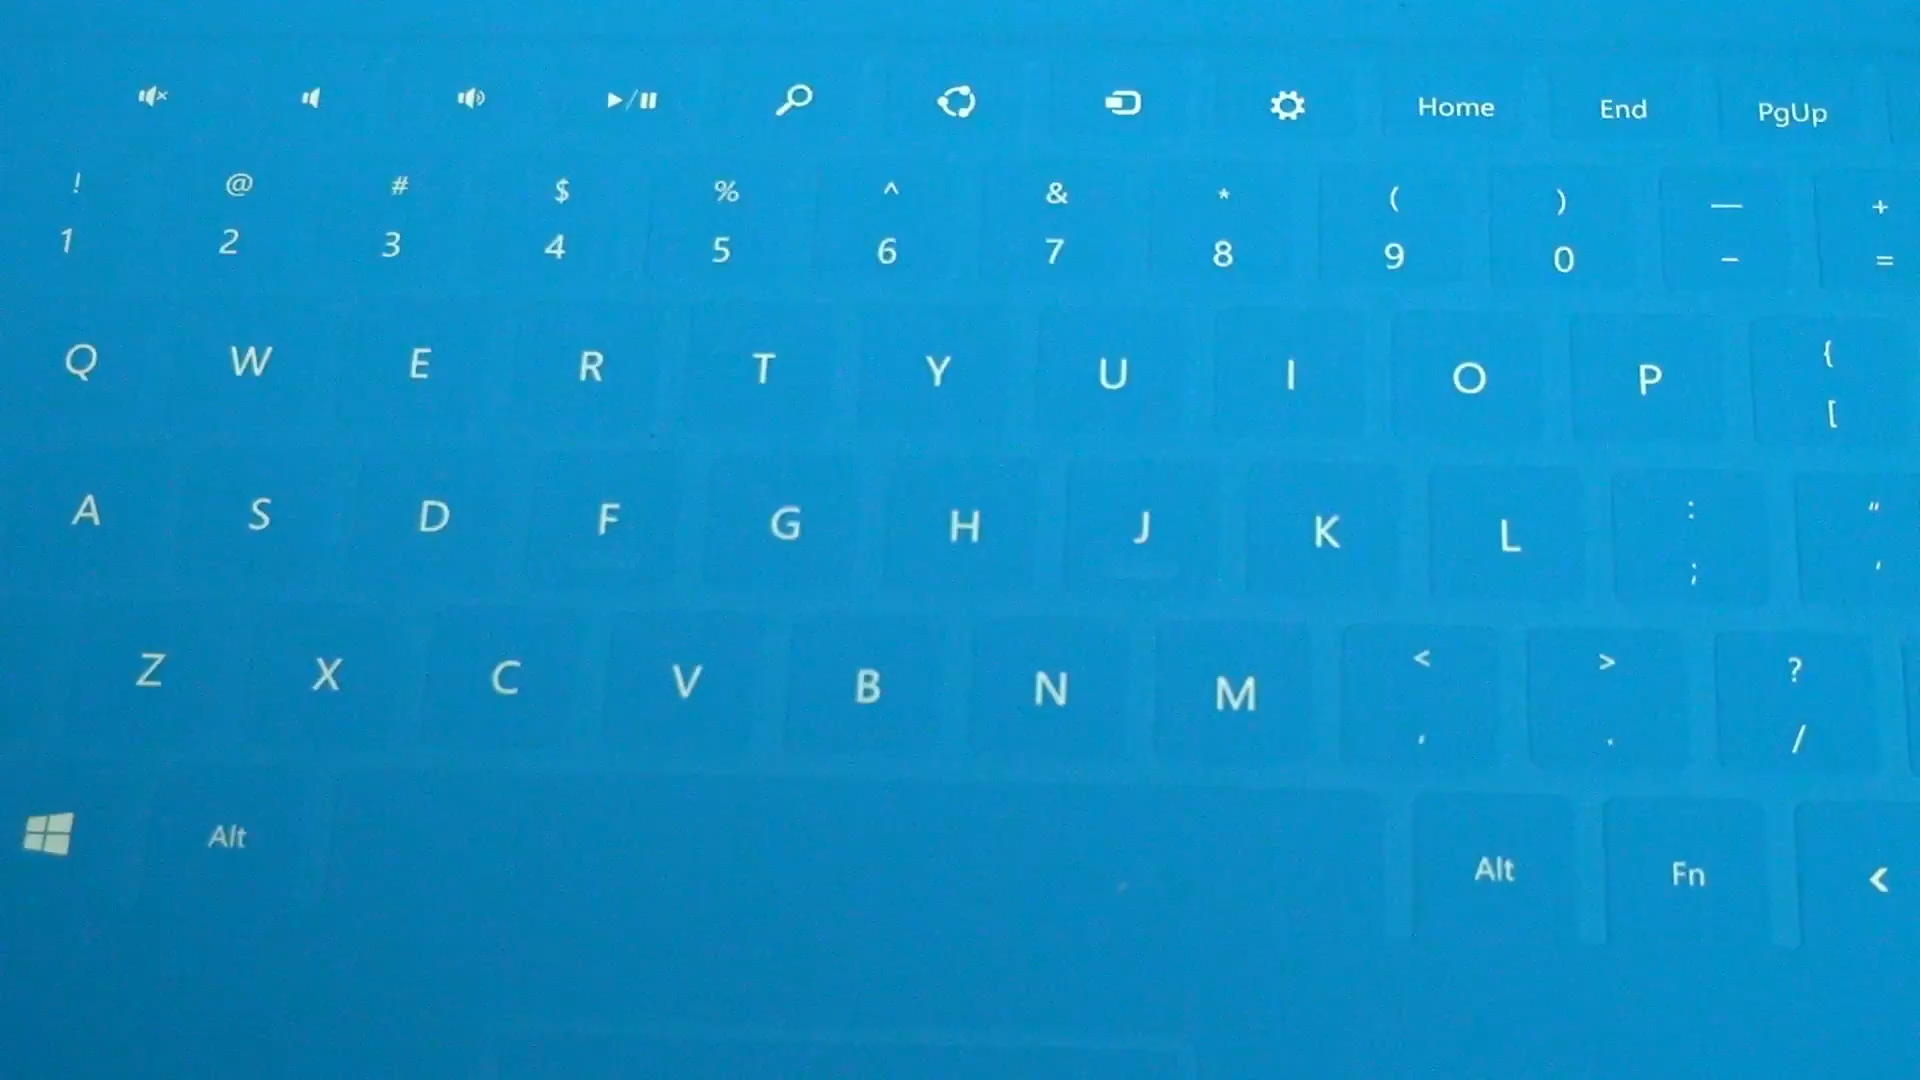 Home End PgUp
! @ # $ % ^ & * ( ) — +
1 2 3 4 5 6 7 8 9 0 - =
Q W E R T Y U I O P {
[
A S D F G H J K L : "
; '
Z X C V B N M < > ?
, . /
Alt Alt Fn <